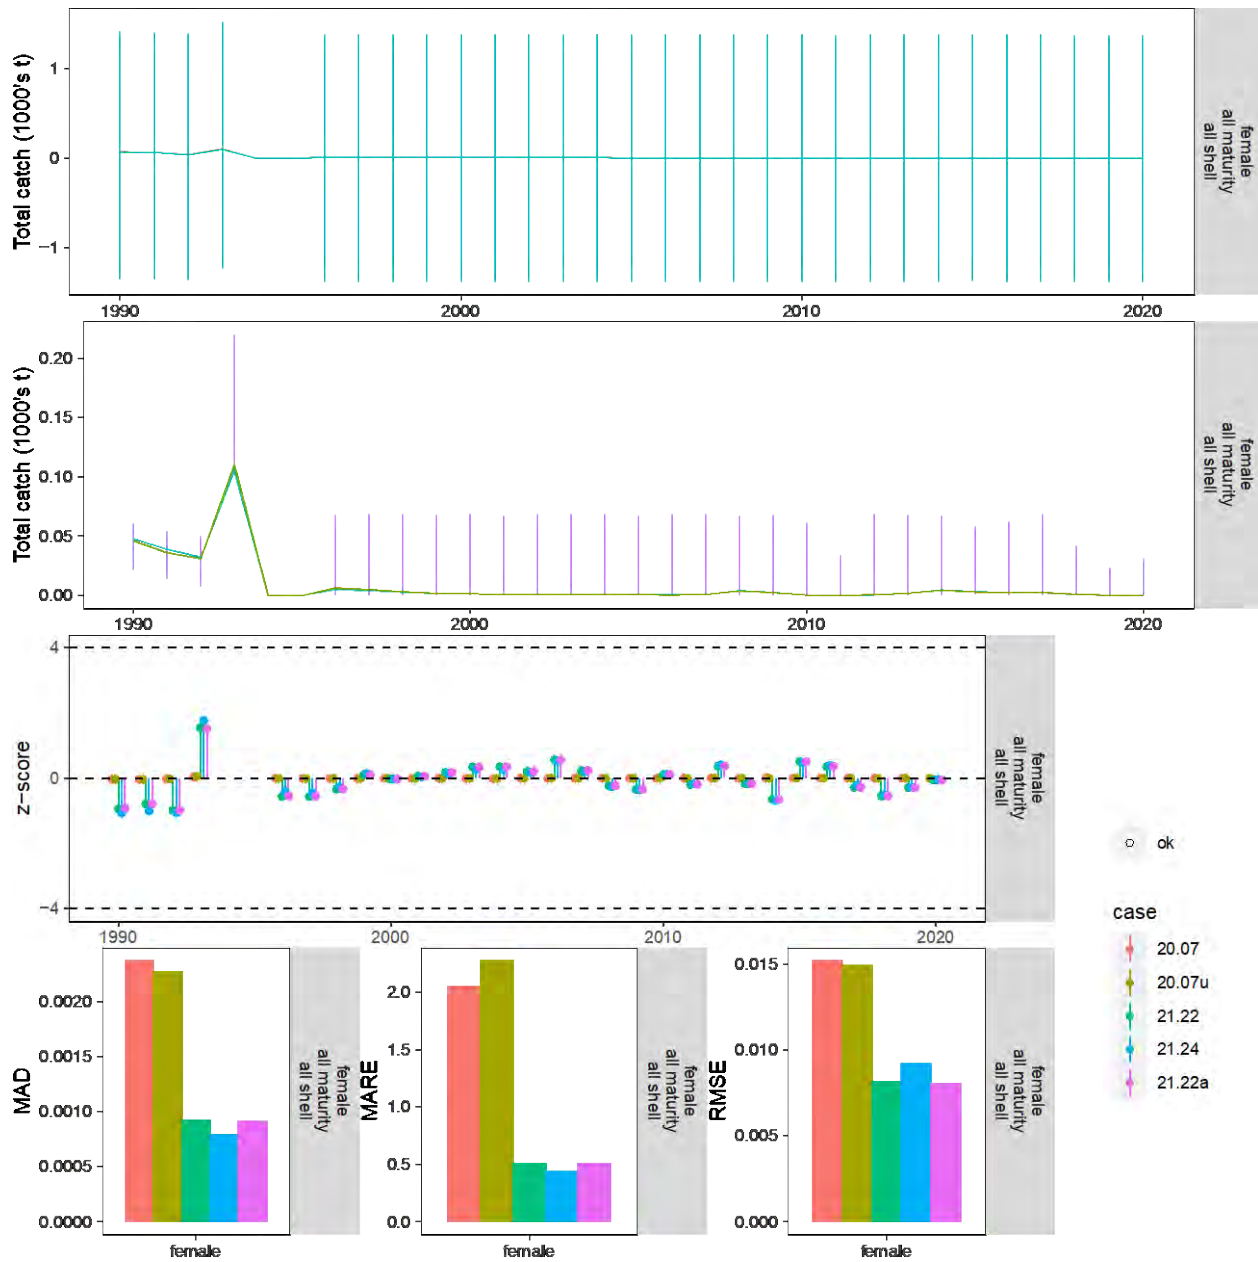 Total catch (1000's t)
1
0
−1
1990
2000
2010
2020
female
all maturity
all shell
Total catch (1000's t)
0.20
0.15
0.10
0.05
0.00
1990
2000
2010
2020
female
all maturity
all shell
z−score
4
0
−4
1990
2000
2010
2020
female
all maturity
all shell
ok
case
20.07
20.07u
21.22
21.24
21.22a
MAD
0.0020
0.0015
0.0010
0.0005
0.0000
female
female
all maturity
all shell
MARE
2.0
1.5
1.0
0.5
0.0
female
female
all maturity
all shell
RMSE
0.015
0.010
0.005
0.000
female
female
all maturity
all shell